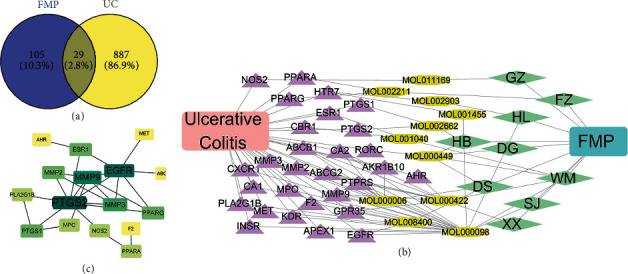 FMP
UC
105
(10.3%)
29
(2.8%)
887
(86.9%)
(a)
AHR
MET
ESR1
EGFR
MMP2
MMP9
PLA2G1B
PTGS2
MMP3
PPARG
PTGS1
MPO
NOS2
F2
PPARA
(c)
Ulcerative
Colitis
NOS2
PPARA
HTR7
PPARG
PTGS1
ESR1
CBR1
PTGS2
ABCB1
CA2
RORC
MMP3
AKR1B10
CXCR1
MMP2
ABCG2
AHR
CA1
PTPRS
MPO
MMP9
PLA2G1B
F2
MET
GPR35
KDR
INSR
APEX1
EGFR
MOL011169
MOL002211
MOL002903
MOL001455
MOL002662
MOL001040
MOL000449
MOL000006
MOL000422
MOL008400
MOL000098
GZ
FZ
HL
HB
DG
DS
WM
SJ
XX
FMP
(b)